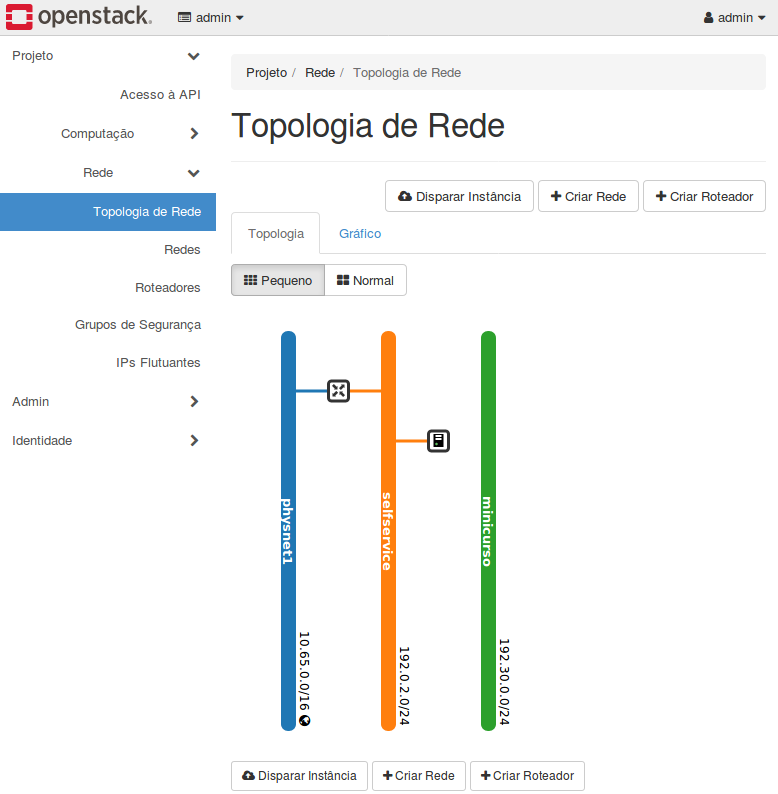 openstack.
admin
admin
Projeto
Acesso à API
Computação
Rede
Topologia de Rede
Redes
Roteadores
Grupos de Segurança
IPs Flutuantes
Admin
Identidade
Projeto / Rede / Topologia de Rede
Topologia de Rede
Disparar Instância
Criar Rede
Criar Roteador
Topologia
Gráfico
Pequeno
Normal
physnet1
10.65.0.0/16
selfservice
192.0.2.0/24
minicurso
192.30.0.0/24
Disparar Instância
Criar Rede
Criar Roteador